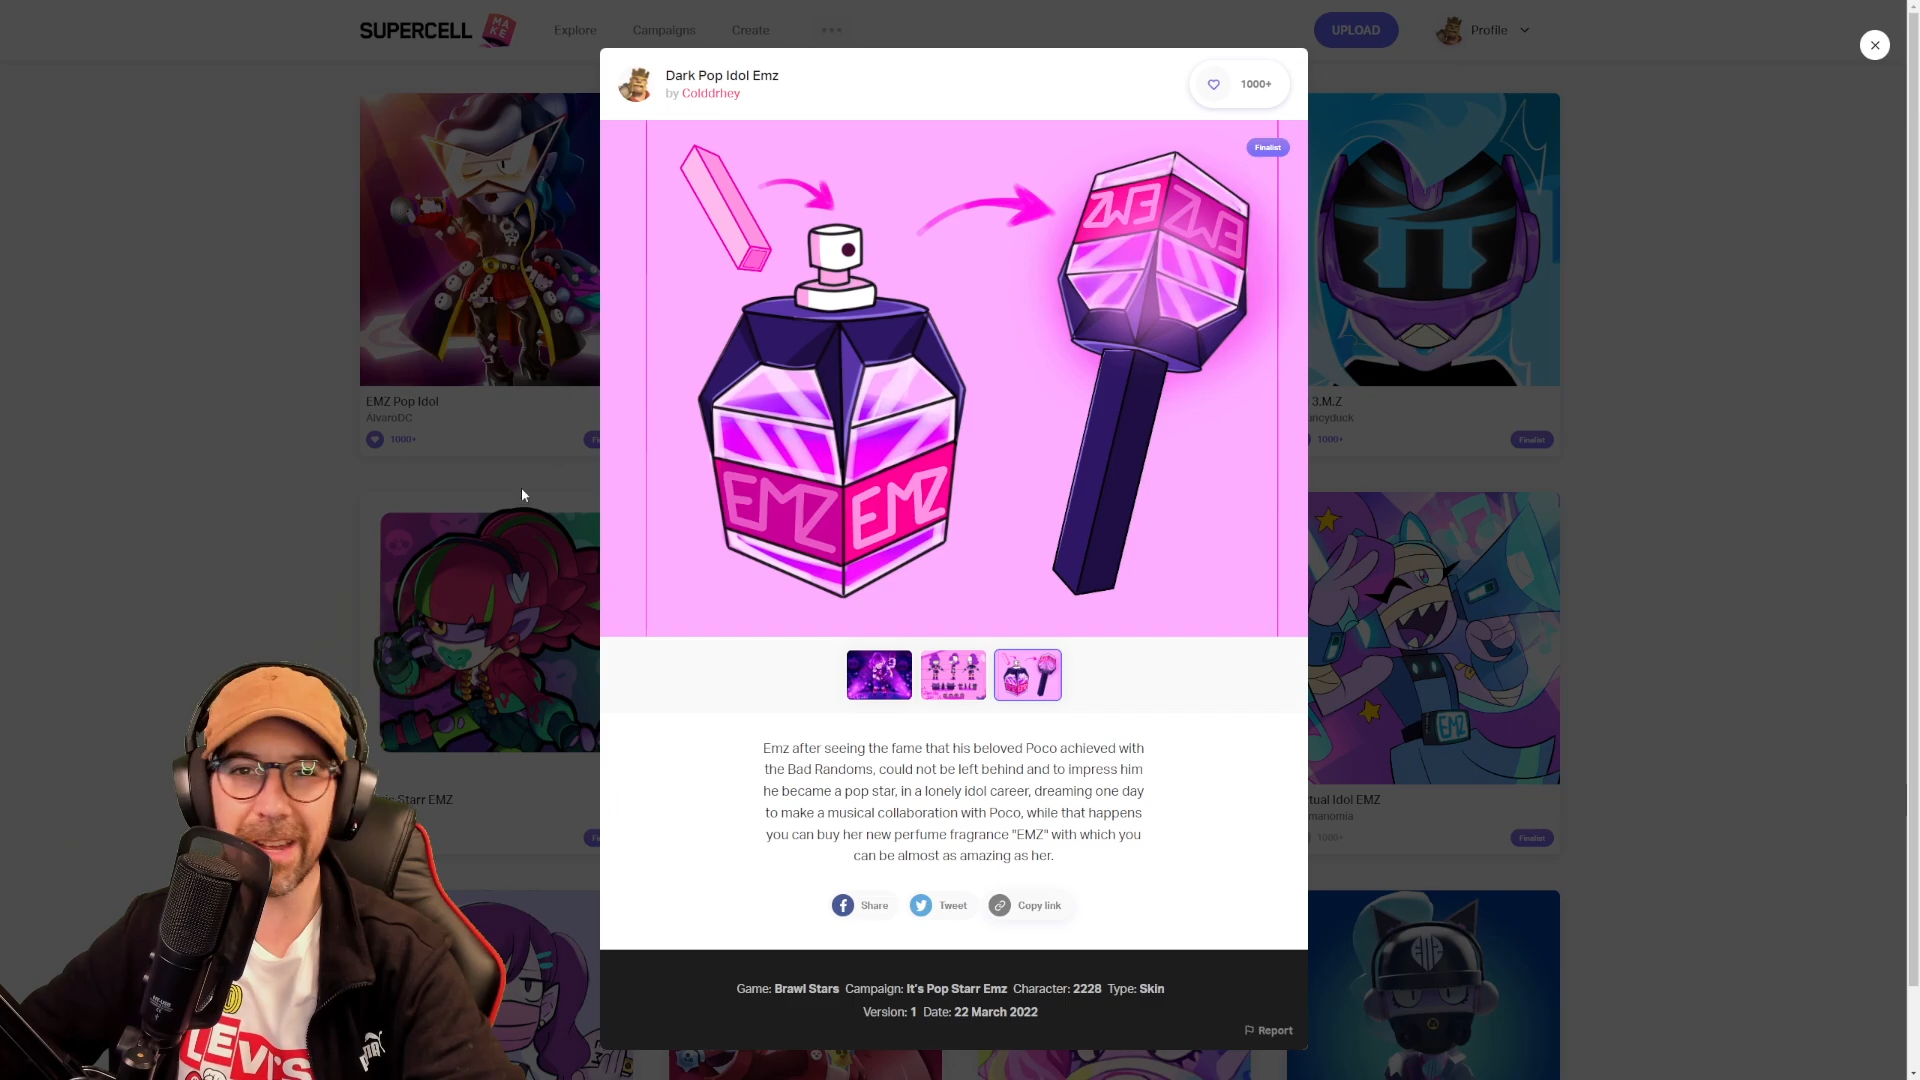 SUPERCELL MAKE
Explore
Campaigns
Create
UPLOAD
Profile
Dark Pop Idol Emz
by Colddrhey
1000+
Finalist
EMZ EMZ
EMZ EMZ
EMZ Pop Idol
AlvaroDC
1000+
3.M.Z
1000+
Finalist
Starr EMZ
Idol EMZ
1000+
Finalist
EMZ
Emz after seeing the fame that his beloved Poco achieved with
the Bad Randoms, could not be left behind and to impress him
he became a pop star, in a lonely idol career, dreaming one day
to make a musical collaboration with Poco, while that happens
you can buy her new perfume fragrance "EMZ" with which you
can be almost as amazing as her.
Share
Tweet
Copy link
Game: Brawl Stars Campaign: It's Pop Starr Emz Character: 2228 Type: Skin
Version: 1 Date: 22 March 2022
Report
LEVI'S